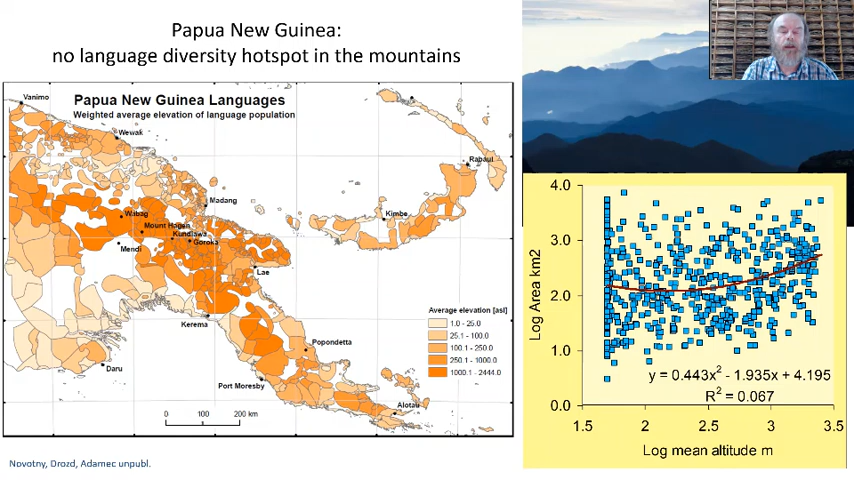 Papua New Guinea:
no language diversity hotspot in the mountains
Papua New Guinea Languages
Weighted average elevation of language population
Vanimo
Wewak
Rabaul
Madang
Wabag
Kimbe
Mount Hagen
Kundiawa
Goroka
Mendi
Lae
Kerema
Popondetta
Daru
Port Moresby
Alotau
Average elevation [asl]
1.0 - 25.0
25.1 - 100.0
100.1 - 250.0
250.1 - 1000.0
1000.1 - 2444.0
0 100 200 km
Novotny, Drozd, Adamec unpubl.
Log Area km2
4.0
3.0
2.0
1.0
0.0
y = 0.443x² - 1.935x + 4.195
R² = 0.067
1.5 2 2.5 3 3.5
Log mean altitude m